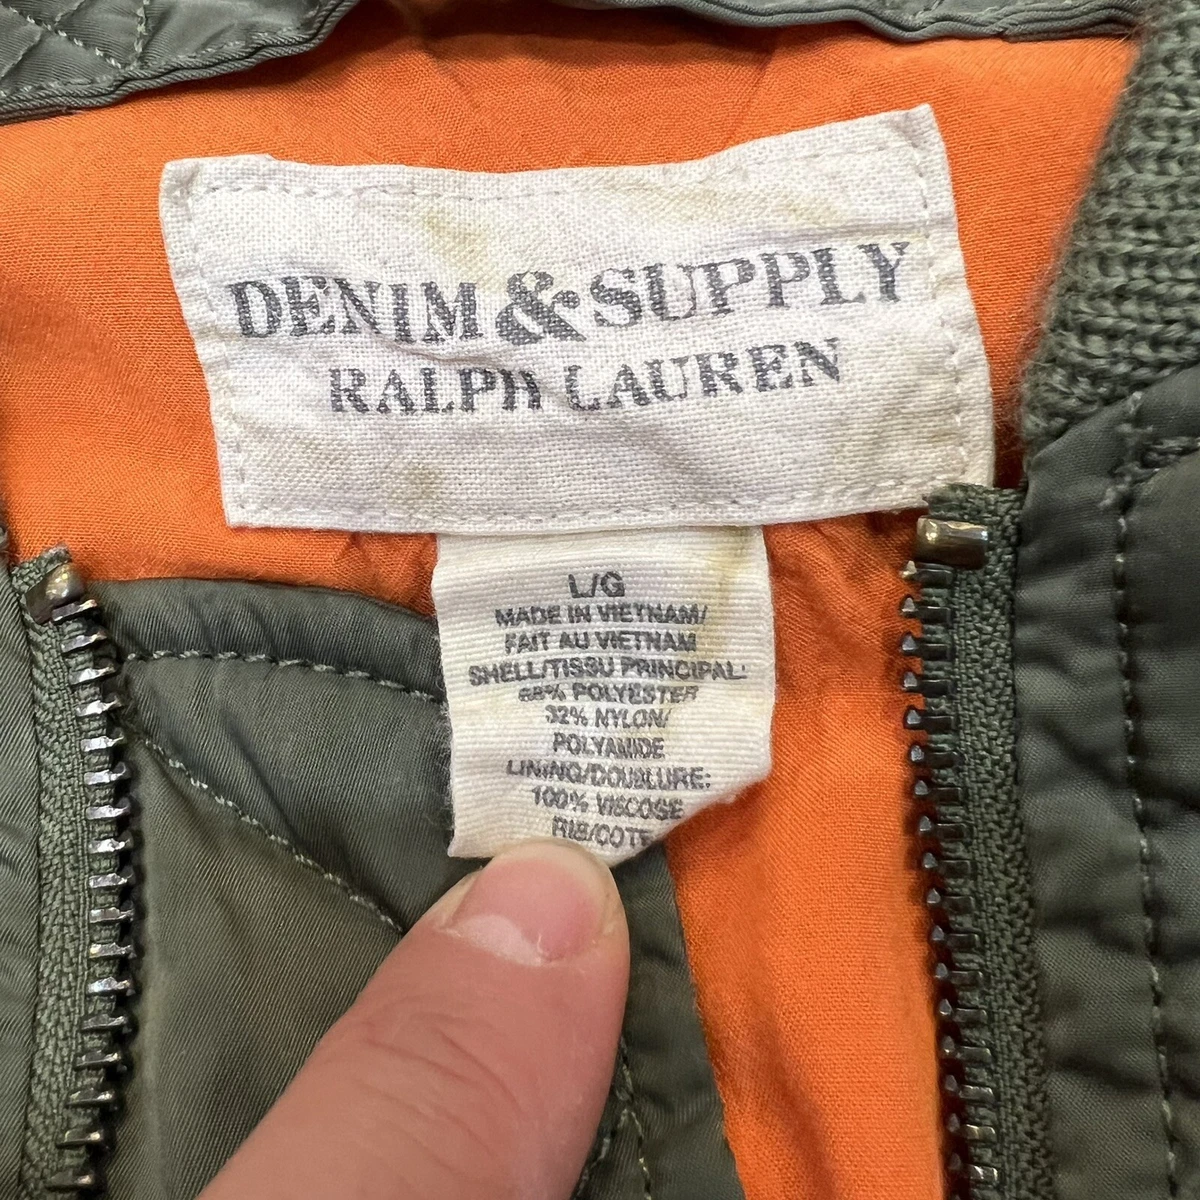 DENIM & SUPPLY
RALPH LAUREN
L/G
MADE IN VIETNAM/
FAIT AU VIETNAM
SHELL/TISSU PRINCIPAL:
68% POLYESTER
32% NYLON/
POLYAMIDE
LINING/DOUBLURE:
100% VISCOSE
RIB/COTE